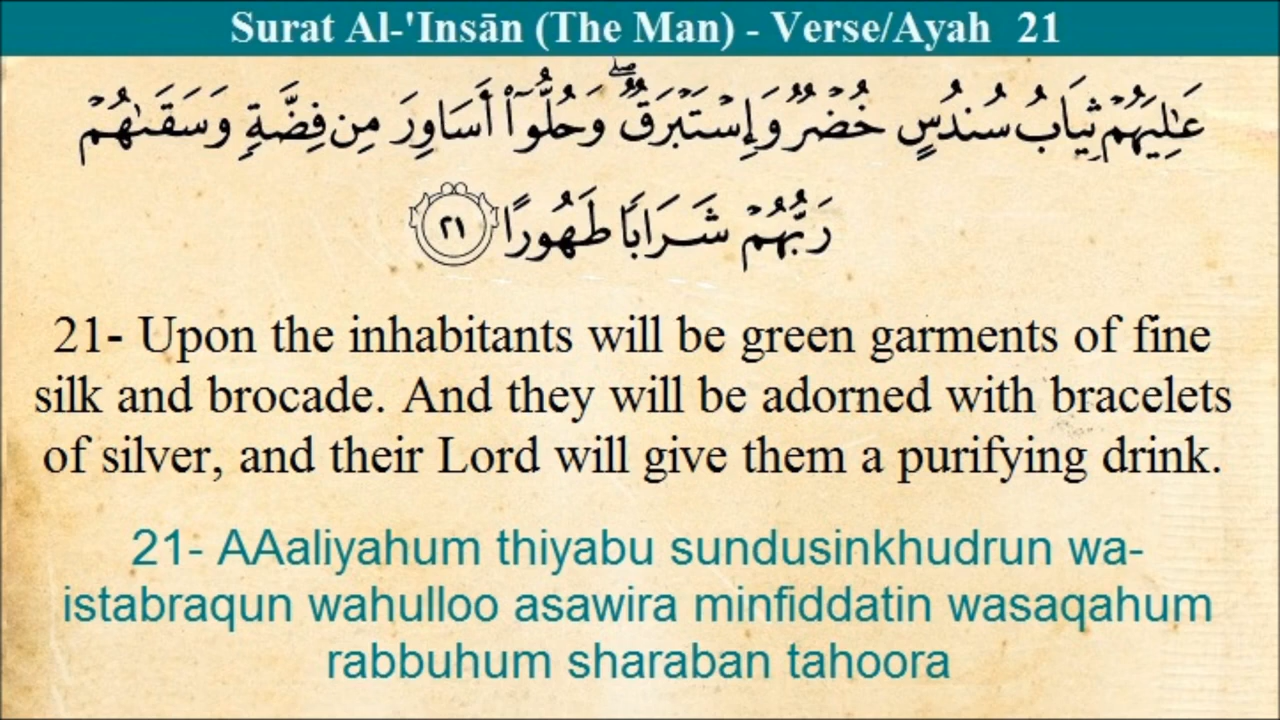 Surat Al-'Insān (The Man) - Verse/Ayah 21
عَـٰلِيَهُمْ ثِيَابُ سُندُسٍ خُضْرٌ وَإِسْتَبْرَقٌ ۖ وَحُلُّوٓا۟ أَسَاوِرَ مِن فِضَّةٍ وَسَقَىٰهُمْ
رَبُّهُمْ شَرَابًا طَهُورًا ٢١
21- Upon the inhabitants will be green garments of fine
silk and brocade. And they will be adorned with bracelets
of silver, and their Lord will give them a purifying drink.
21- AAaliyahum thiyabu sundusinkhudrun wa-
istabraqun wahulloo asawira minfiddatin wasaqahum
rabbuhum sharaban tahoora